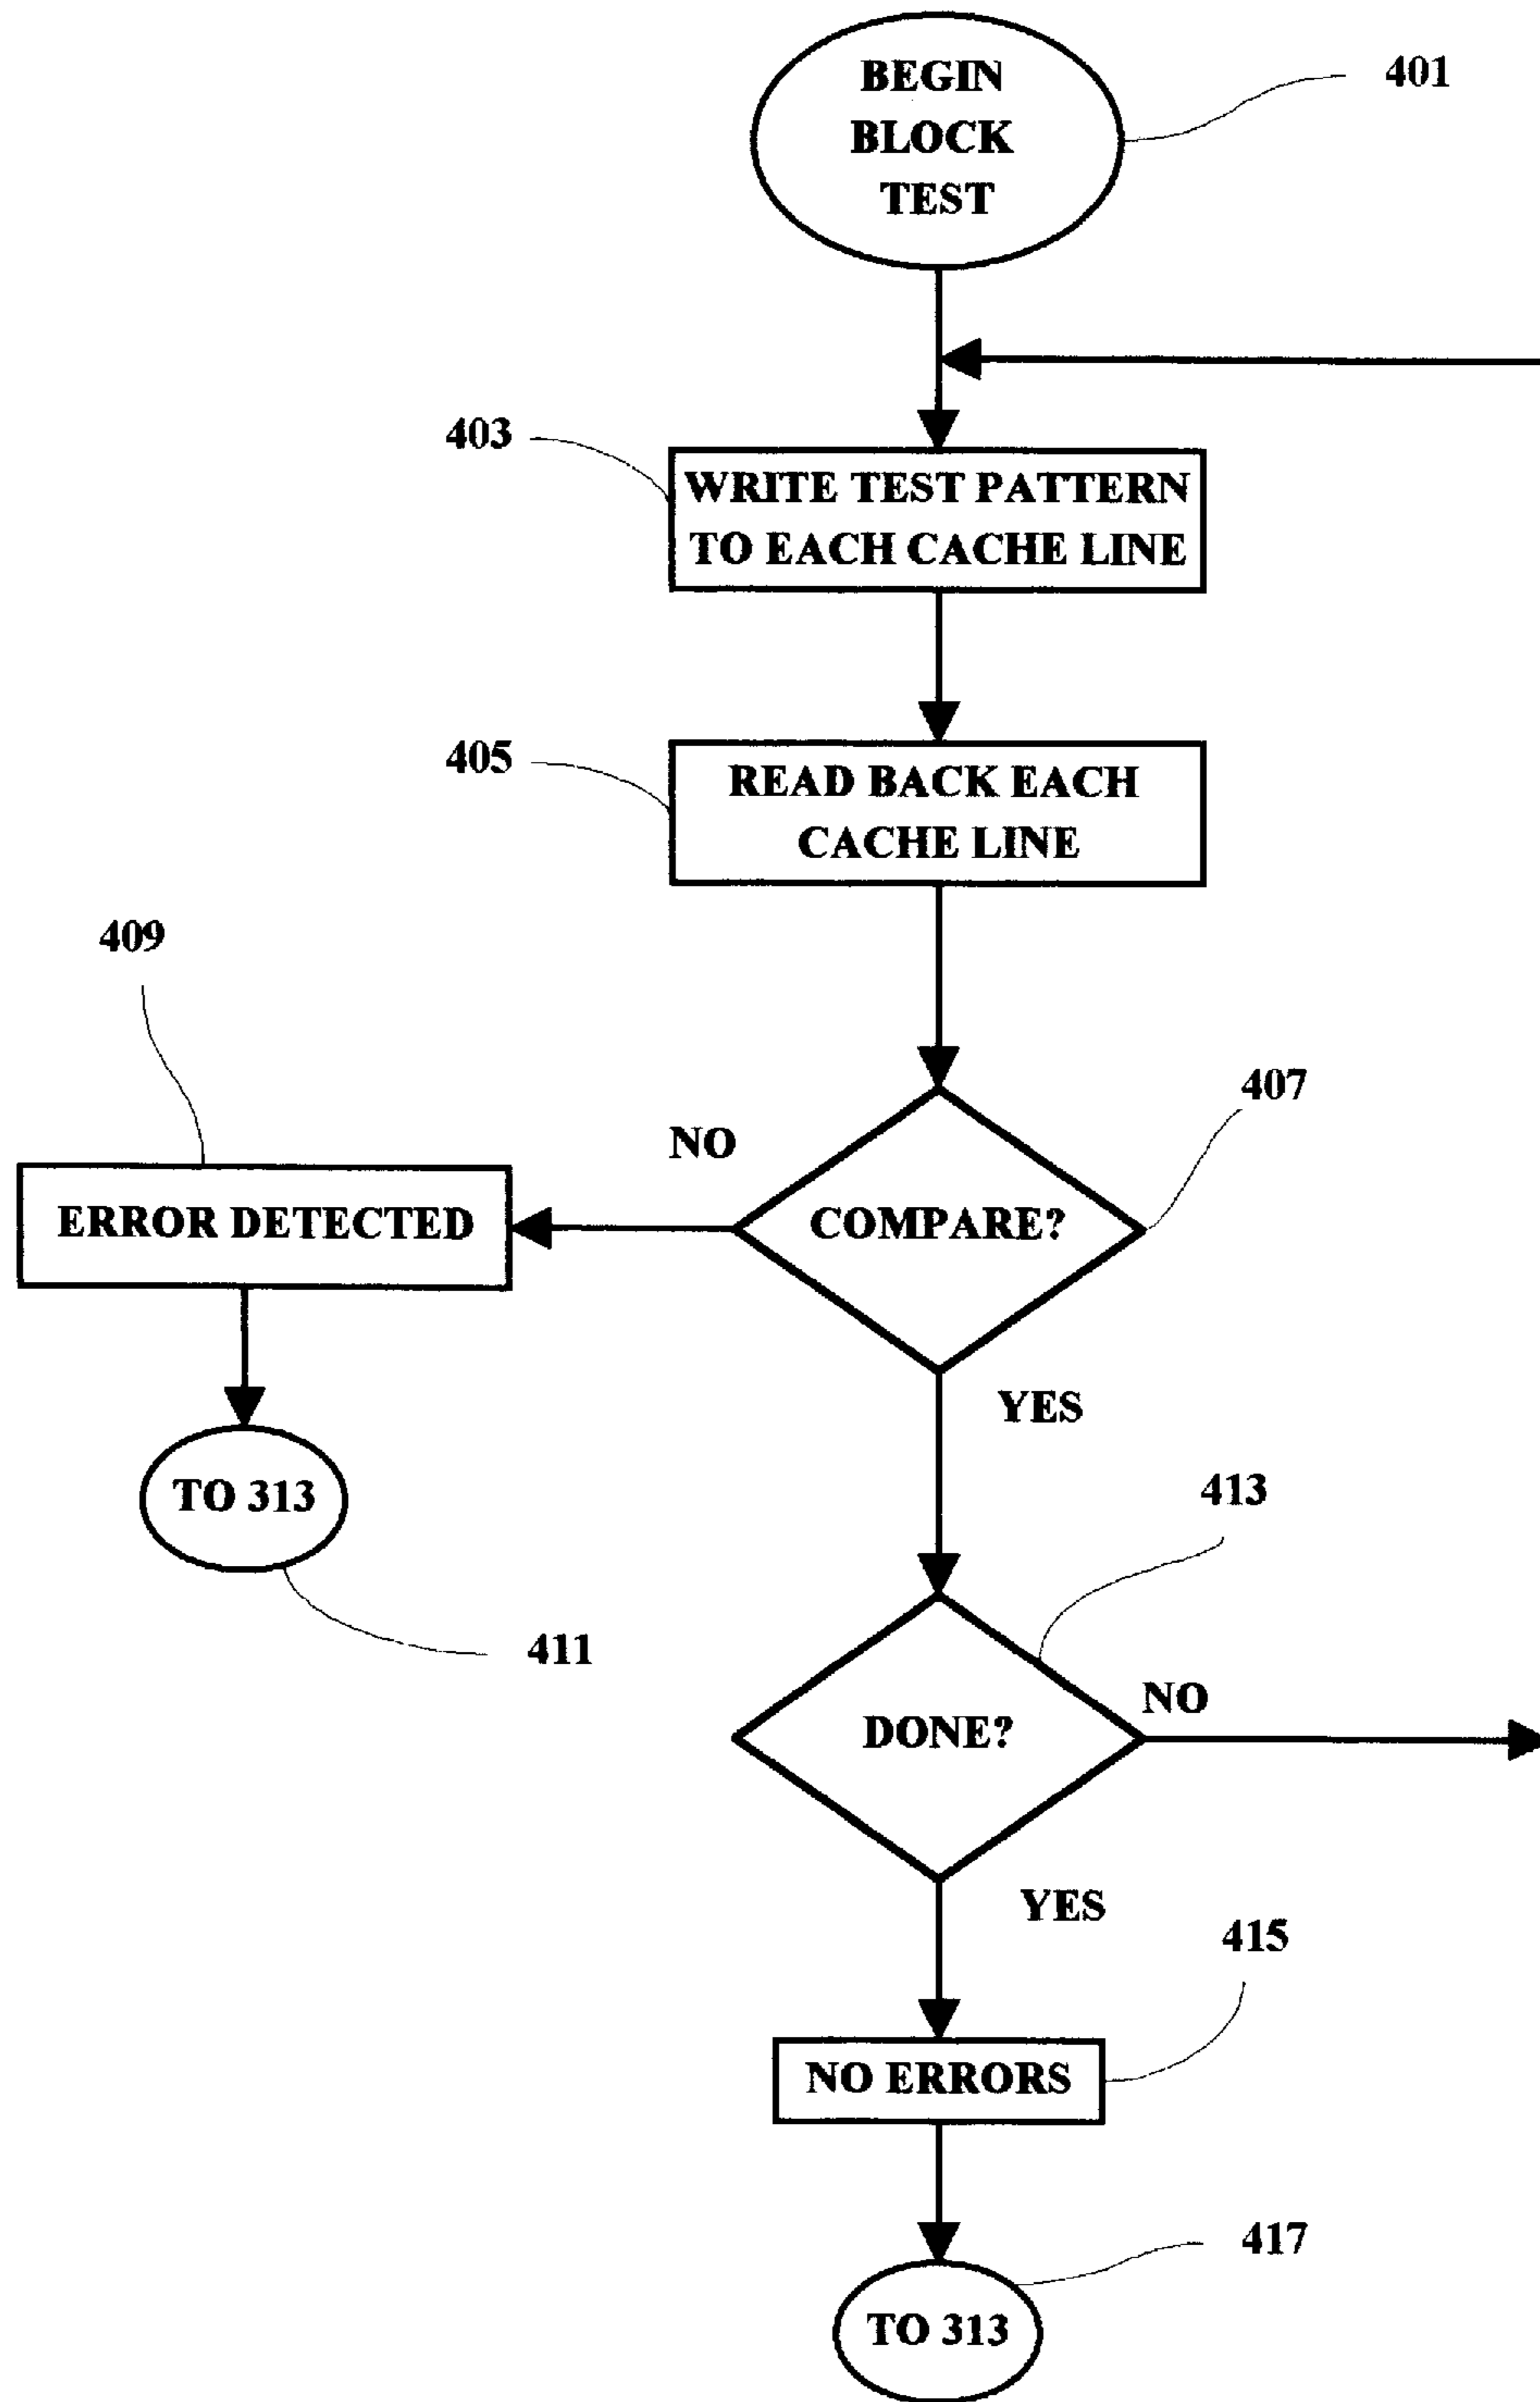 BEGIN
BLOCK
TEST
401
403
WRITE TEST PATTERN
TO EACH CACHE LINE
405
READ BACK EACH
CACHE LINE
409
407
NO
ERROR DETECTED
COMPARE?
YES
TO 313
413
411
NO
DONE?
YES
415
NO ERRORS
417
TO 313